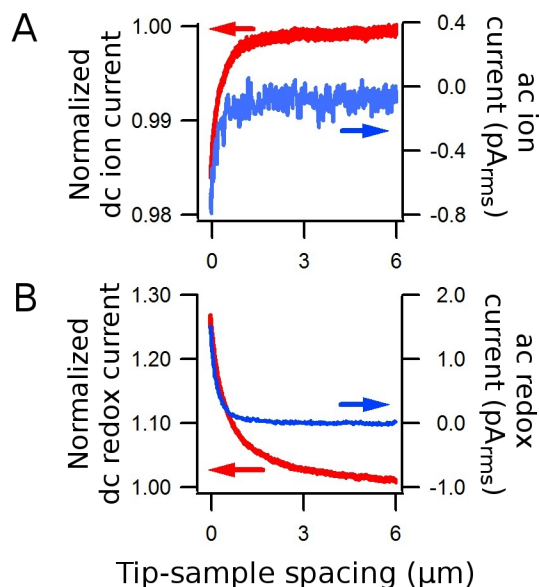 A
Normalized
dc ion current
1.00
0.99
0.98
0.4
0.0
-0.4
-0.8
ac ion
current (pArms)
0
3
6
B
Normalized
dc redox current
1.30
1.20
1.10
1.00
2.0
1.0
0.0
-1.0
ac redox
current (pArms)
0
3
6
Tip-sample spacing (μm)